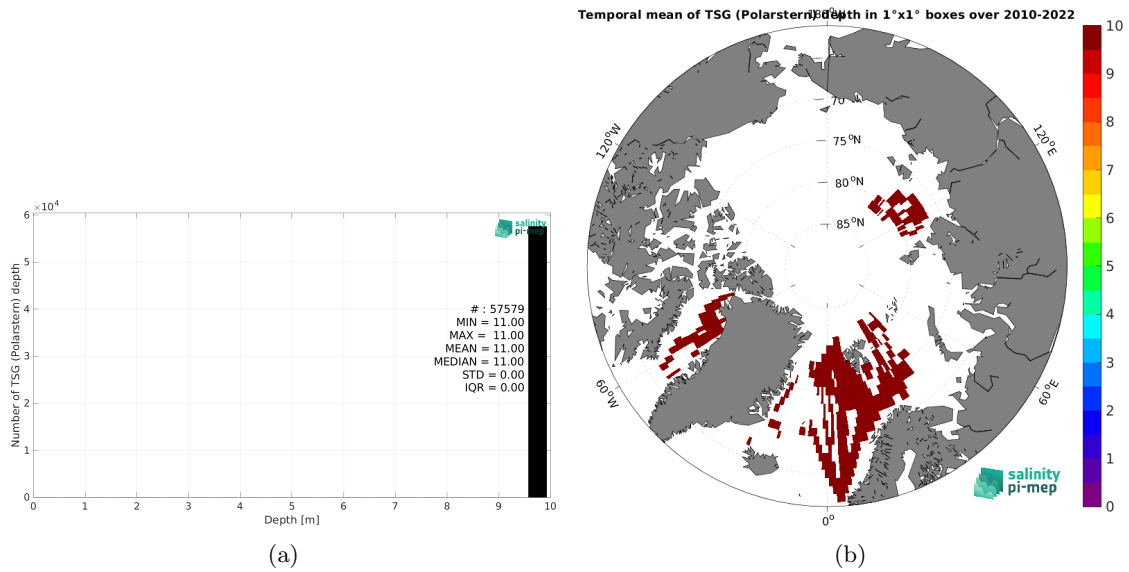 ×10⁴
6
5
4
3
2
1
0
Number of TSG (Polarstern) depth
0 1 2 3 4 5 6 7 8 9 10
Depth [m]
salinity
pi-mep
# : 57579
MIN = 11.00
MAX = 11.00
MEAN = 11.00
MEDIAN = 11.00
STD = 0.00
IQR = 0.00
(a)
Temporal mean of TSG (Polarstern) depth in 1°x1° boxes over 2010-2022
180°
120°W
120°E
60°W
60°E
0°
70°N
75°N
80°N
85°N
salinity
pi-mep
10
9
8
7
6
5
4
3
2
1
0
(b)